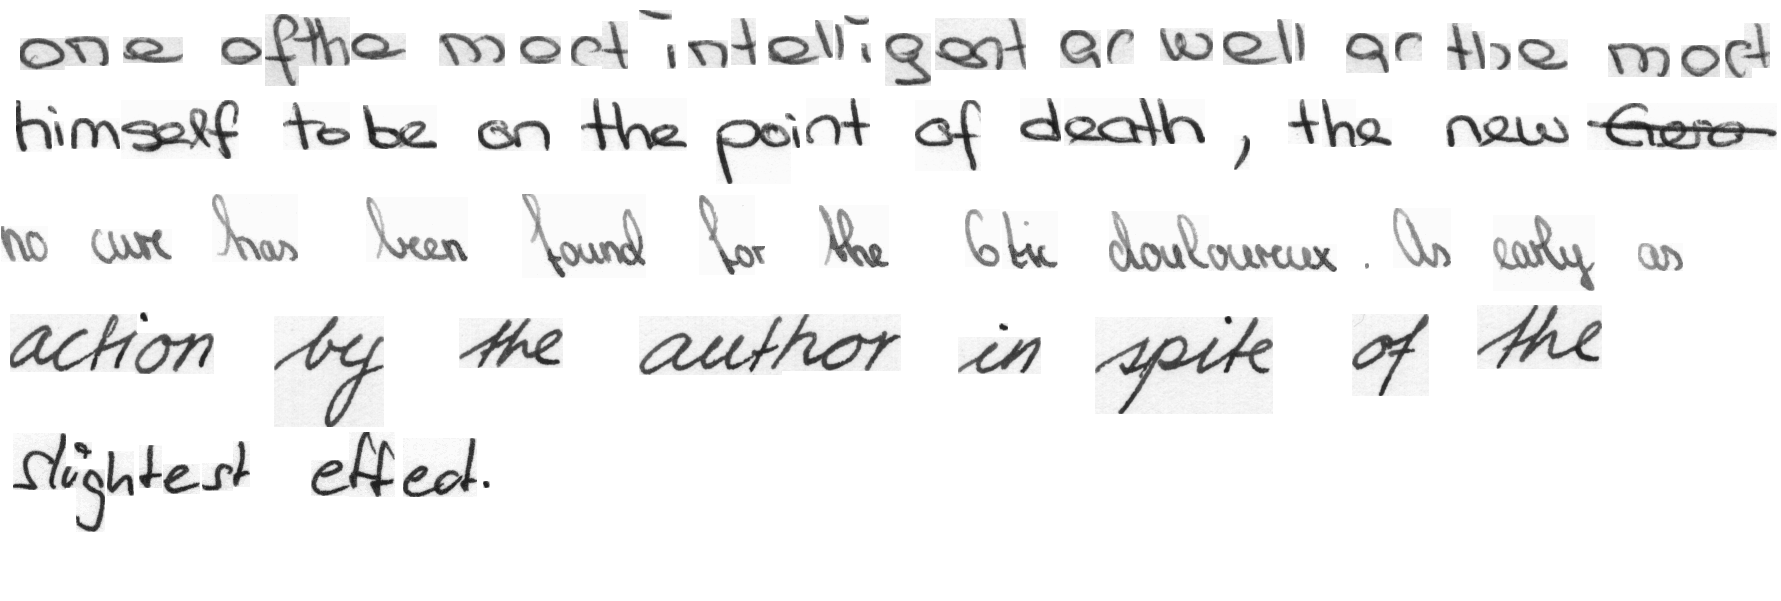 one of the most intelligent as well as the most
himself to be on the point of death, the new
no cure has been found for the 6tic douloureux. As early as
action by the author in spite of the
slightest effect.